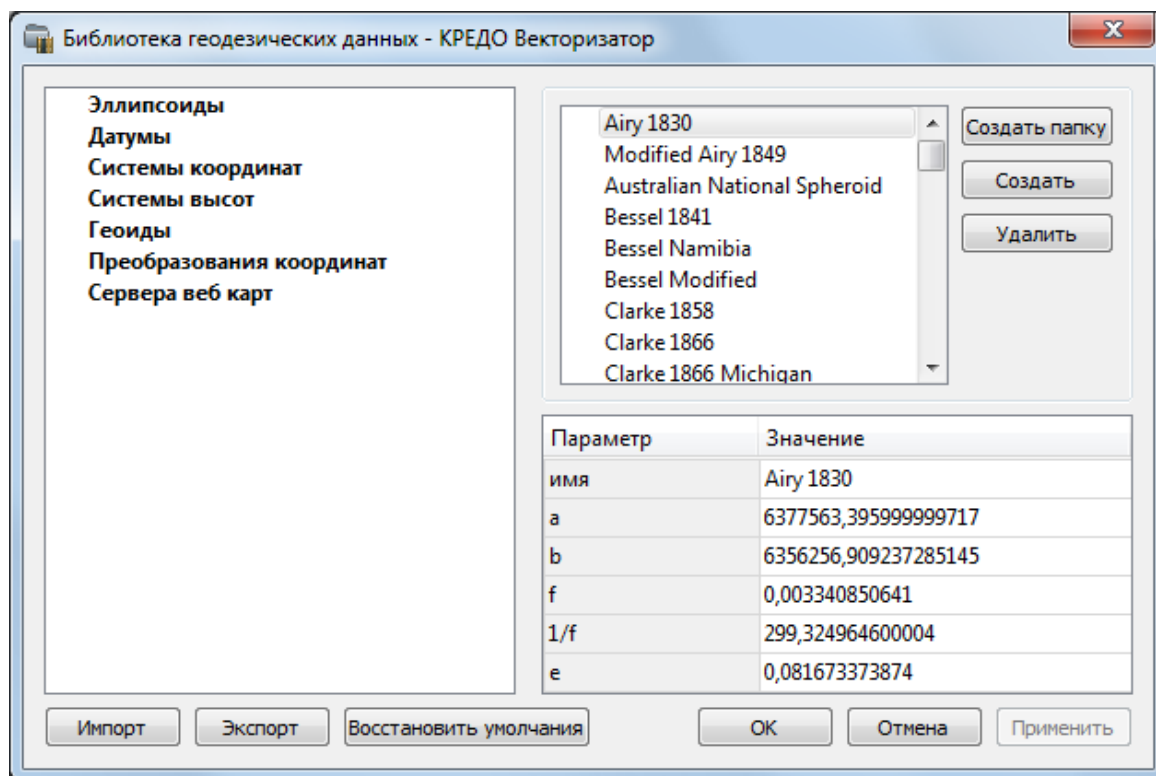 Библиотека геодезических данных - КРЕДО Векторизатор
Эллипсоиды
Датумы
Системы координат
Системы высот
Геоиды
Преобразования координат
Сервера веб карт
Airy 1830
Modified Airy 1849
Australian National Spheroid
Bessel 1841
Bessel Namibia
Bessel Modified
Clarke 1858
Clarke 1866
Clarke 1866 Michigan
Создать папку
Создать
Удалить
Параметр Значение
имя Airy 1830
a 6377563,395999999717
b 6356256,909237285145
f 0,003340850641
1/f 299,324964600004
e 0,081673373874
Импорт Экспорт Восстановить умолчания OK Отмена Применить